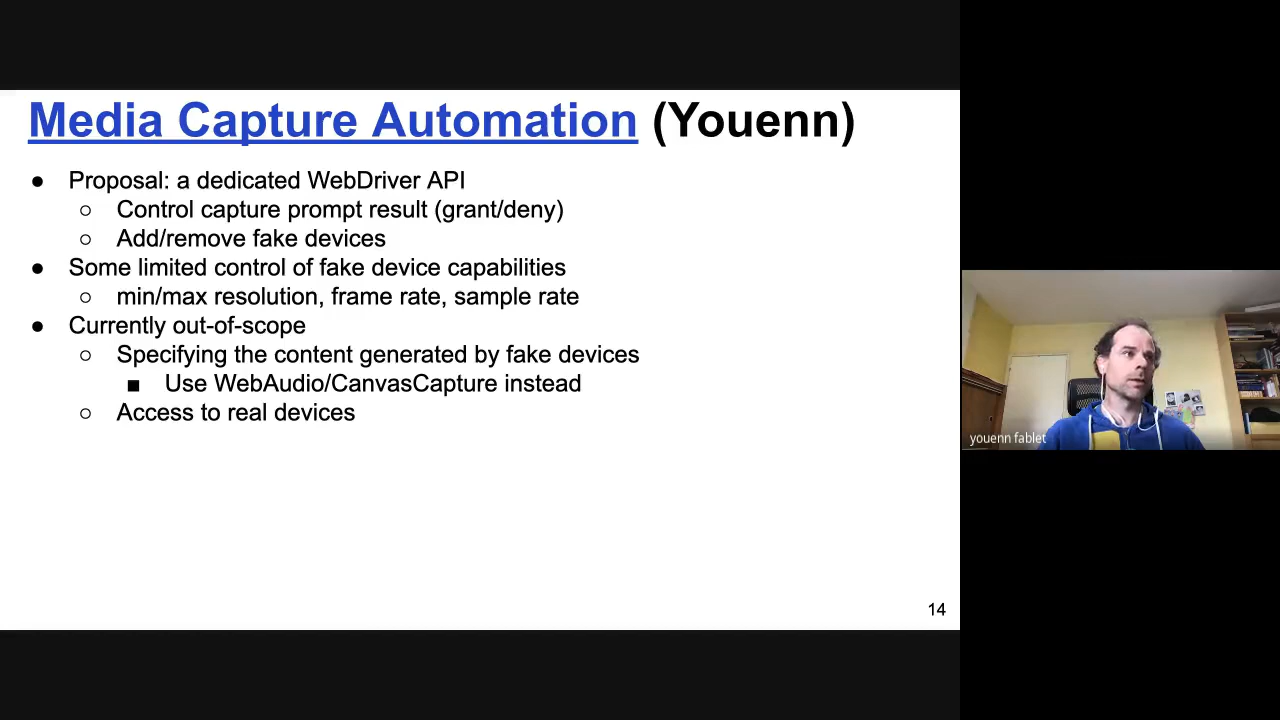 Media Capture Automation (Youenn)
● Proposal: a dedicated WebDriver API
○ Control capture prompt result (grant/deny)
○ Add/remove fake devices
● Some limited control of fake device capabilities
○ min/max resolution, frame rate, sample rate
● Currently out-of-scope
○ Specifying the content generated by fake devices
■ Use WebAudio/CanvasCapture instead
○ Access to real devices
14
youenn fablet